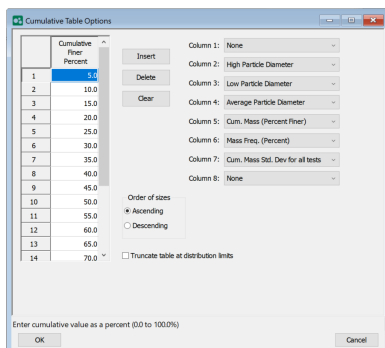 Cumulative Table Options
Cumulative Finer Percent
1 5.0
2 10.0
3 15.0
4 20.0
5 25.0
6 30.0
7 35.0
8 40.0
9 45.0
10 50.0
11 55.0
12 60.0
13 65.0
14 70.0
Insert
Delete
Clear
Column 1: None
Column 2: High Particle Diameter
Column 3: Low Particle Diameter
Column 4: Average Particle Diameter
Column 5: Cum. Mass (Percent Finer)
Column 6: Mass Freq. (Percent)
Column 7: Cum. Mass Std. Dev for all tests
Column 8: None
Order of sizes
Ascending
Descending
Truncate table at distribution limits
Enter cumulative value as a percent (0.0 to 100.0%)
OK
Cancel